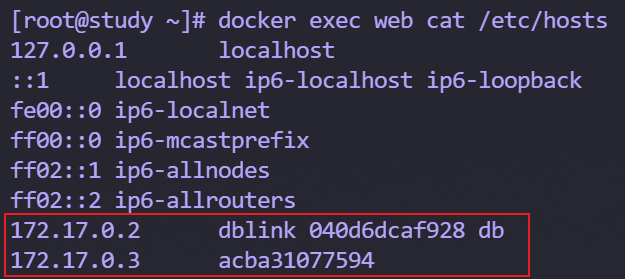 [root@study ~]# docker exec web cat /etc/hosts
127.0.0.1       localhost
::1     localhost ip6-localhost ip6-loopback
fe00::0 ip6-localnet
ff00::0 ip6-mcastprefix
ff02::1 ip6-allnodes
ff02::2 ip6-allrouters
172.17.0.2      dblink 040d6dcaf928 db
172.17.0.3      acba31077594